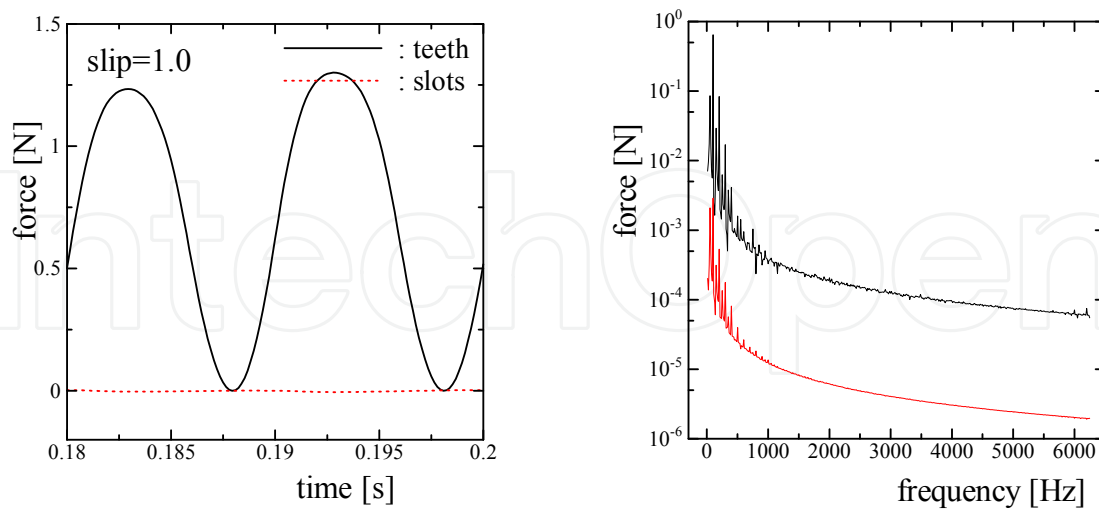 slip=1.0
: teeth
: slots
force [N]
1.5
1
0.5
0
0.18
0.185
0.19
0.195
0.2
time [s]
force [N]
10^0
10^-1
10^-2
10^-3
10^-4
10^-5
10^-6
0
1000
2000
3000
4000
5000
6000
frequency [Hz]
IntechOpen